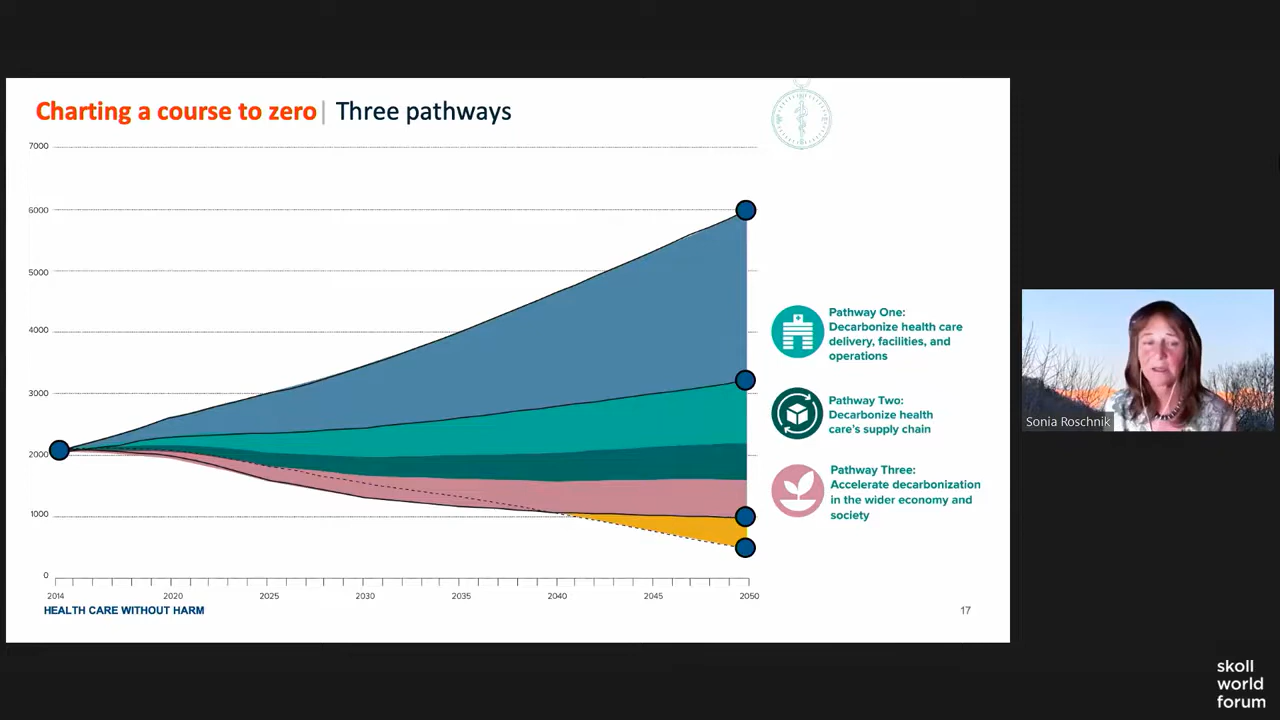 Charting a course to zero | Three pathways
7000
6000
5000
4000
3000
2000
1000
0
2014
2020
2025
2030
2035
2040
2045
2050
Pathway One:
Decarbonize health care
delivery, facilities, and
operations
Pathway Two:
Decarbonize health
care's supply chain
Pathway Three:
Accelerate decarbonization
in the wider economy and
society
HEALTH CARE WITHOUT HARM
17
Sonia Roschnik
skoll
world
forum